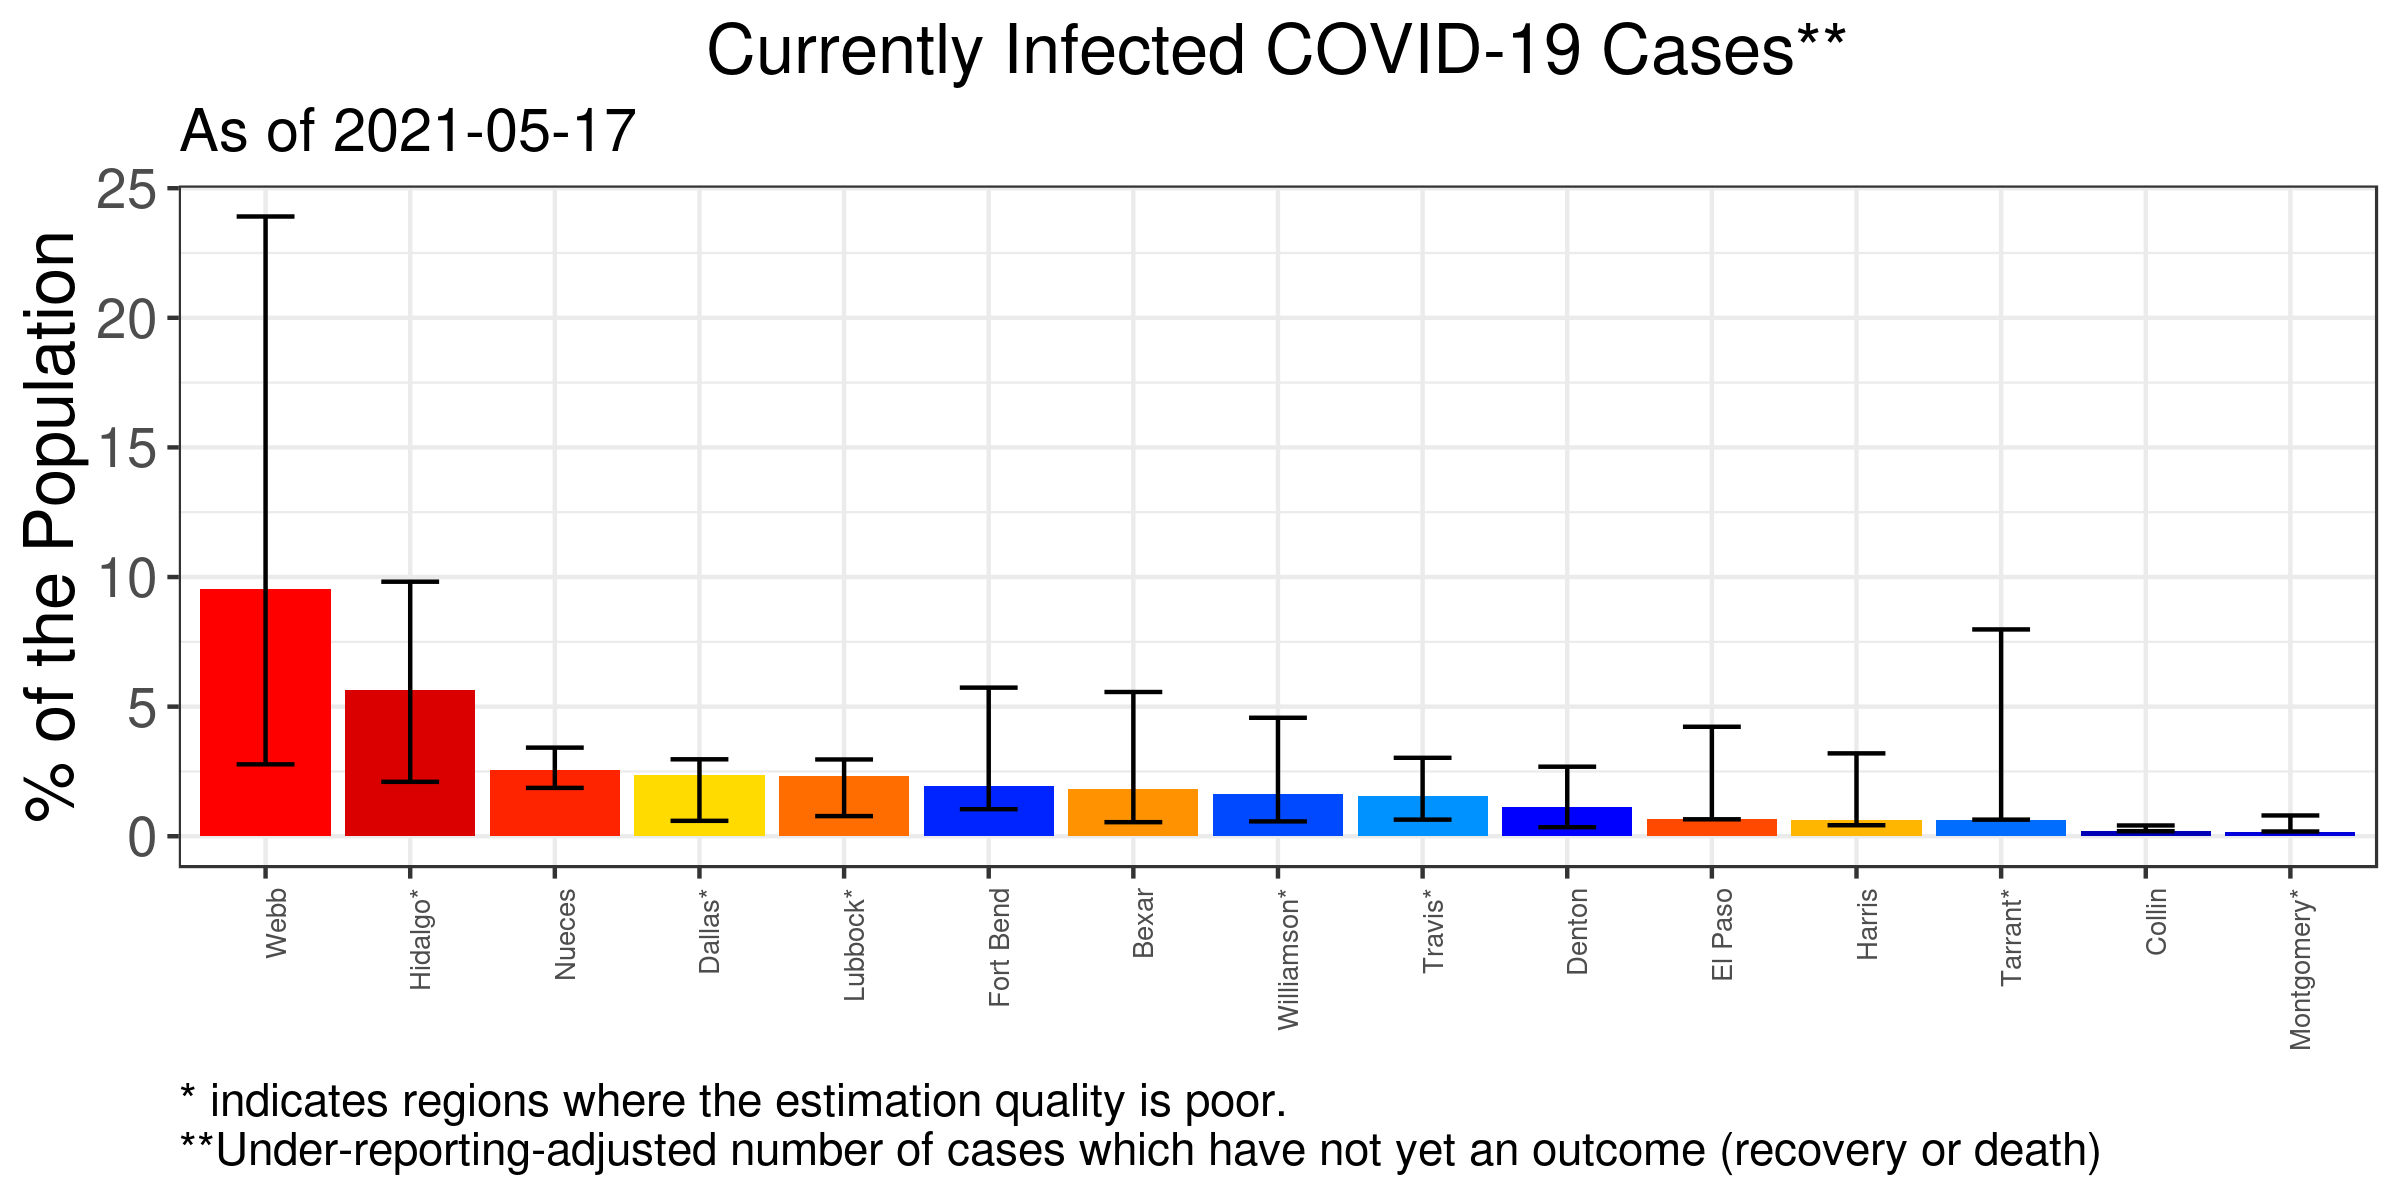 Currently Infected COVID-19 Cases**
As of 2021-05-17
% of the Population
25
20
15
10
5
0
Webb
Hidalgo*
Nueces
Dallas*
Lubbock*
Fort Bend
Bexar
Williamson*
Travis*
Denton
El Paso
Harris
Tarrant*
Collin
Montgomery*
* indicates regions where the estimation quality is poor.
**Under-reporting-adjusted number of cases which have not yet an outcome (recovery or death)